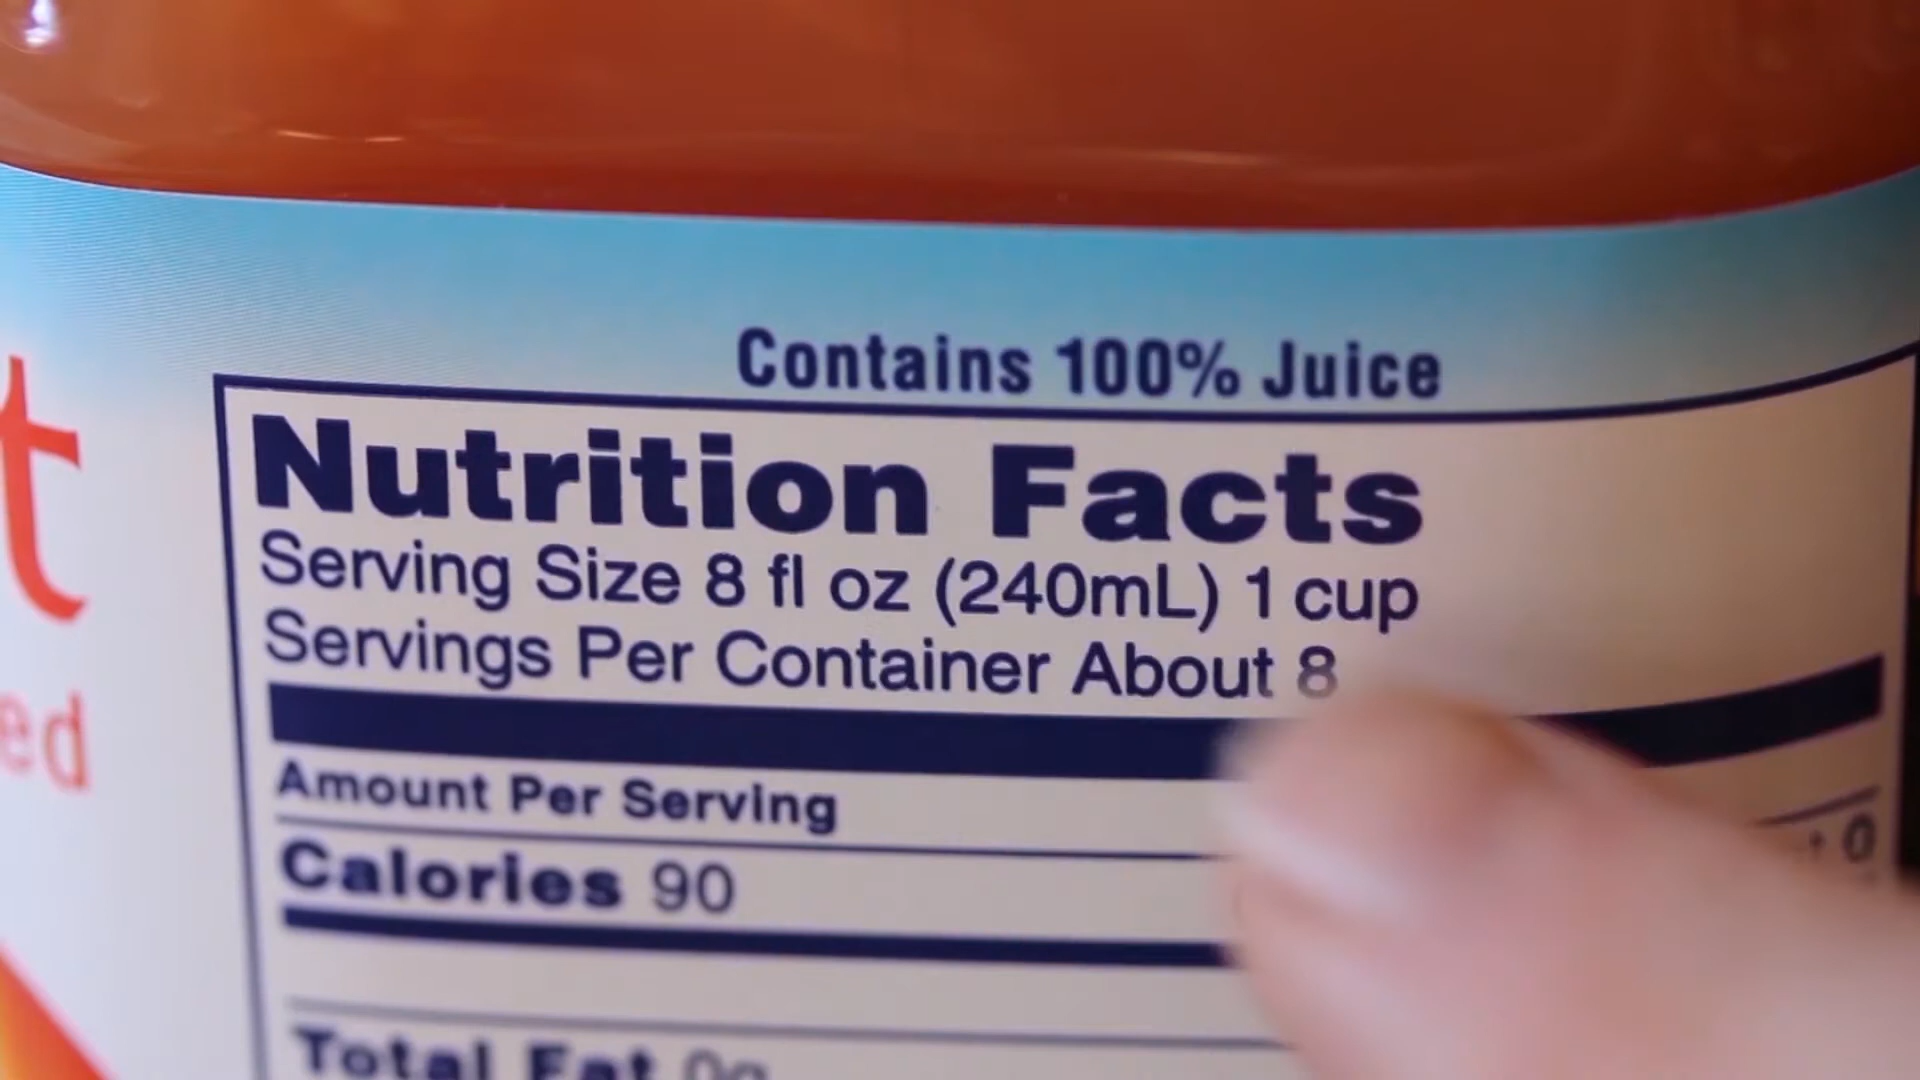 Contains 100% Juice
Nutrition Facts
Serving Size 8 fl oz (240mL) 1 cup
Servings Per Container About 8
Amount Per Serving
Calories 90
Total Fat 0g